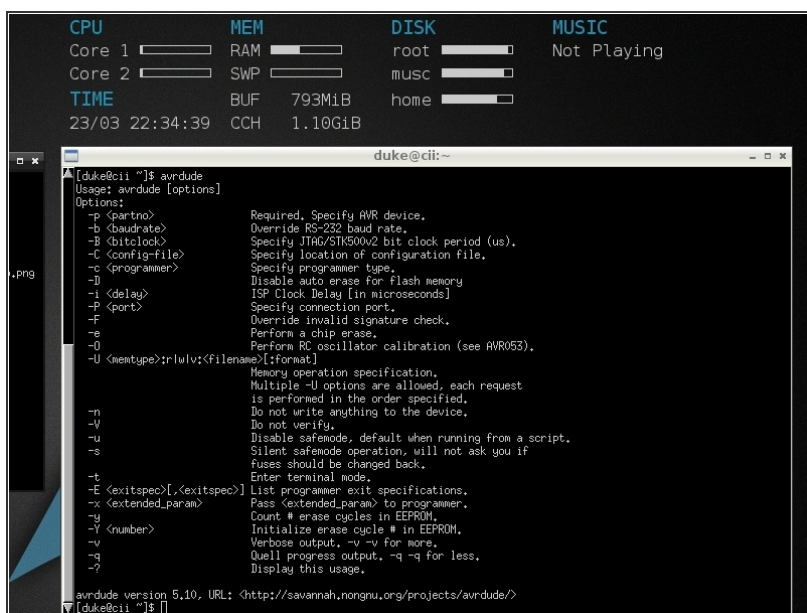 CPU MEM DISK MUSIC
Core 1 RAM root Not Playing
Core 2 SWP musc
TIME BUF 793MiB home
23/03 22:34:39 CCH 1.10GiB
duke@cii:~
.png
[duke@cii ~]$ avrdude
Usage: avrdude [options]
Options:
-p <partno> Required. Specify AVR device.
-b <baudrate> Override RS-232 baud rate.
-B <bitclock> Specify JTAG/STK500v2 bit clock period (us).
-C <config-file> Specify location of configuration file.
-c <programmer> Specify programmer type.
-D Disable auto erase for flash memory
-i <delay> ISP Clock Delay [in microseconds]
-P <port> Specify connection port.
-F Override invalid signature check.
-e Perform a chip erase.
-O Perform RC oscillator calibration (see AVR053).
-U <memtype>:r|w|v:<filename>[:format]
Memory operation specification.
Multiple -U options are allowed, each request
is performed in the order specified.
-n Do not write anything to the device.
-V Do not verify.
-u Disable safemode, default when running from a script.
-s Silent safemode operation, will not ask you if
fuses should be changed back.
-t Enter terminal mode.
-E <exitspec>[,<exitspec>] List programmer exit specifications.
-x <extended_param> Pass <extended_param> to programmer.
-y Count # erase cycles in EEPROM.
-Y <number> Initialize erase cycle # in EEPROM.
-v Verbose output. -v -v for more.
-q Quell progress output. -q -q for less.
-? Display this usage.
avrdude version 5.10, URL: <http://savannah.nongnu.org/projects/avrdude/>
[duke@cii ~]$